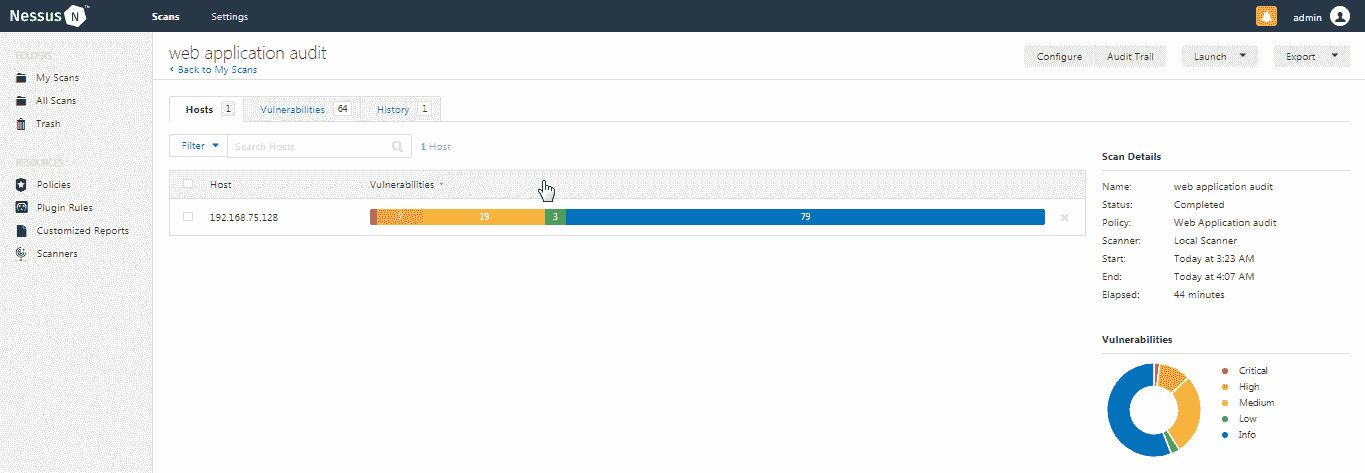 Nessus N ™ Scans Settings admin
web application audit
Back to My Scans
Configure Audit Trail Launch Export
FOLDERS
My Scans
All Scans
Trash
RESOURCES
Policies
Plugin Rules
Customized Reports
Scanners
Hosts 1 Vulnerabilities 64 History 1
Filter Search Hosts 1 Host
Host Vulnerabilities
192.168.75.128 7 19 3 79
Scan Details
Name: web application audit
Status: Completed
Policy: Web Application audit
Scanner: Local Scanner
Start: Today at 3:23 AM
End: Today at 4:07 AM
Elapsed: 44 minutes
Vulnerabilities
Critical
High
Medium
Low
Info